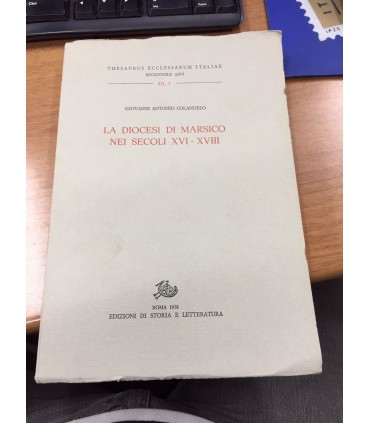 THESAURUS ECCLESIARUM ITALIAE
RECENTIORIS AEVI
XII, 2
GIOVANNI ANTONIO COLANGELO
LA DIOCESI DI MARSICO
NEI SECOLI XVI - XVIII
ROMA 1978
EDIZIONI DI STORIA E LETTERATURA